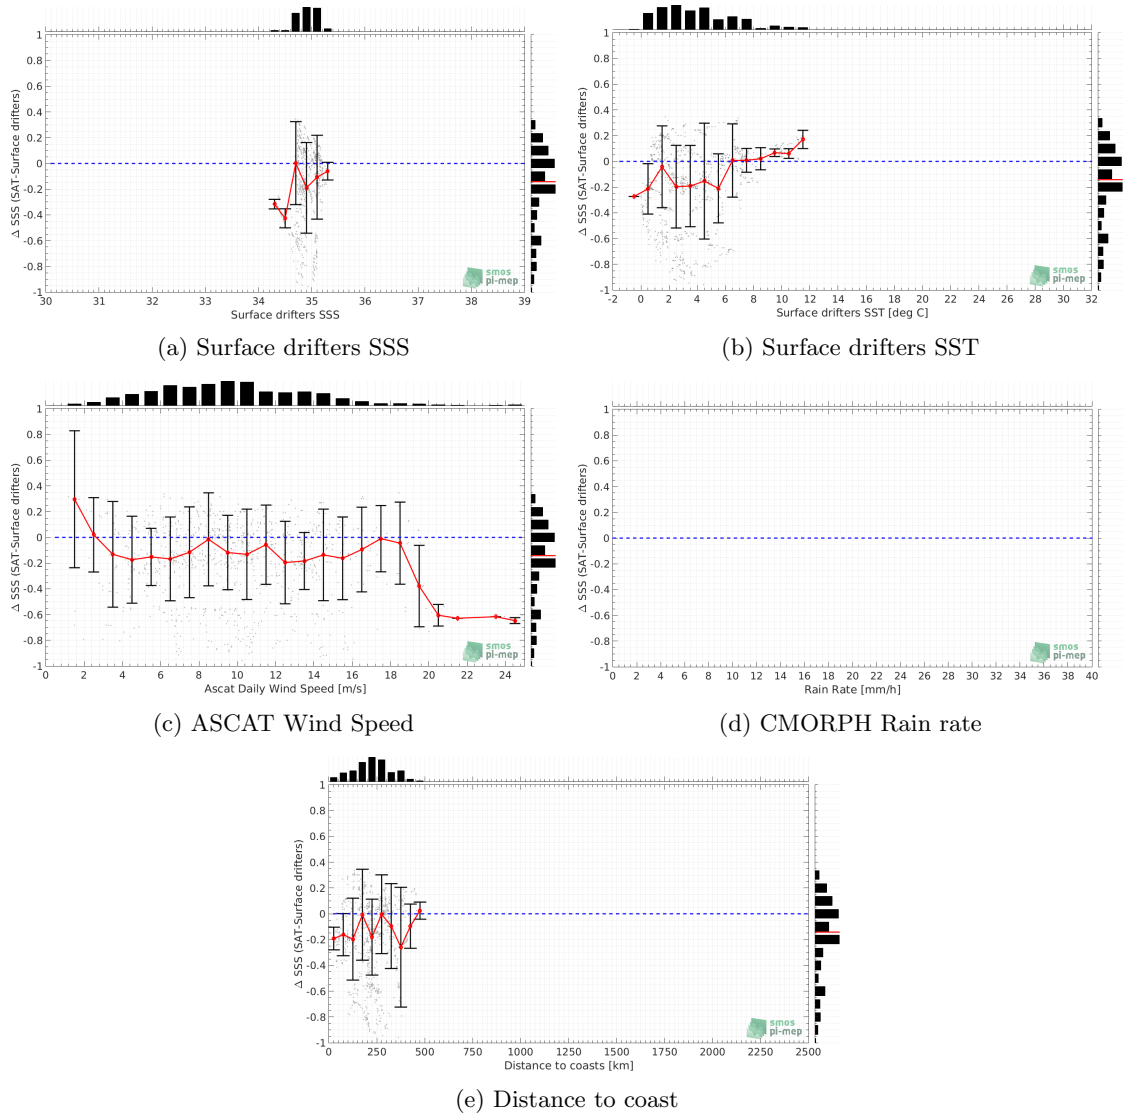 1
0.8
0.6
0.4
0.2
0
-0.2
-0.4
-0.6
-0.8
-1
Δ SSS (SAT-Surface drifters)
30 31 32 33 34 35 36 37 38 39
Surface drifters SSS
smos
pi-mep
(a) Surface drifters SSS
1
0.8
0.6
0.4
0.2
0
-0.2
-0.4
-0.6
-0.8
-1
Δ SSS (SAT-Surface drifters)
-2 0 2 4 6 8 10 12 14 16 18 20 22 24 26 28 30 32
Surface drifters SST [deg C]
smos
pi-mep
(b) Surface drifters SST
1
0.8
0.6
0.4
0.2
0
-0.2
-0.4
-0.6
-0.8
-1
Δ SSS (SAT-Surface drifters)
0 2 4 6 8 10 12 14 16 18 20 22 24
Ascat Daily Wind Speed [m/s]
smos
pi-mep
(c) ASCAT Wind Speed
1
0.8
0.6
0.4
0.2
0
-0.2
-0.4
-0.6
-0.8
-1
Δ SSS (SAT-Surface drifters)
0 2 4 6 8 10 12 14 16 18 20 22 24 26 28 30 32 34 36 38 40
Rain Rate [mm/h]
smos
pi-mep
(d) CMORPH Rain rate
1
0.8
0.6
0.4
0.2
0
-0.2
-0.4
-0.6
-0.8
-1
Δ SSS (SAT-Surface drifters)
0 250 500 750 1000 1250 1500 1750 2000 2250 2500
Distance to coasts [km]
smos
pi-mep
(e) Distance to coast